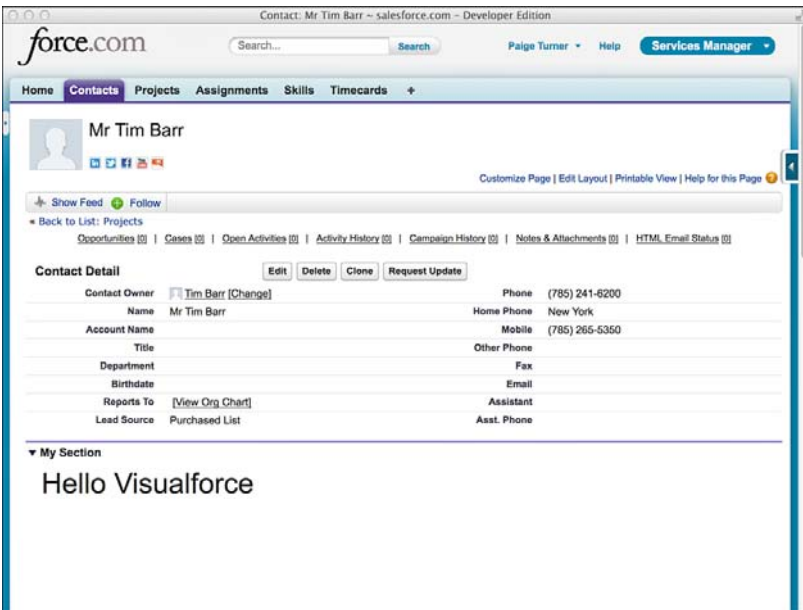 Contact: Mr Tim Barr ~ salesforce.com - Developer Edition
force.com Search... Search Paige Turner Help Services Manager
Home Contacts Projects Assignments Skills Timecards +
Mr Tim Barr
Customize Page | Edit Layout | Printable View | Help for this Page
Show Feed Follow
« Back to List: Projects
Opportunities [0] | Cases [0] | Open Activities [0] | Activity History [0] | Campaign History [0] | Notes & Attachments [0] | HTML Email Status [0]
Contact Detail Edit Delete Clone Request Update
Contact Owner Tim Barr [Change] Phone (785) 241-6200
Name Mr Tim Barr Home Phone New York
Account Name Mobile (785) 265-5350
Title Other Phone
Department Fax
Birthdate Email
Reports To [View Org Chart] Assistant
Lead Source Purchased List Asst. Phone
My Section
Hello Visualforce